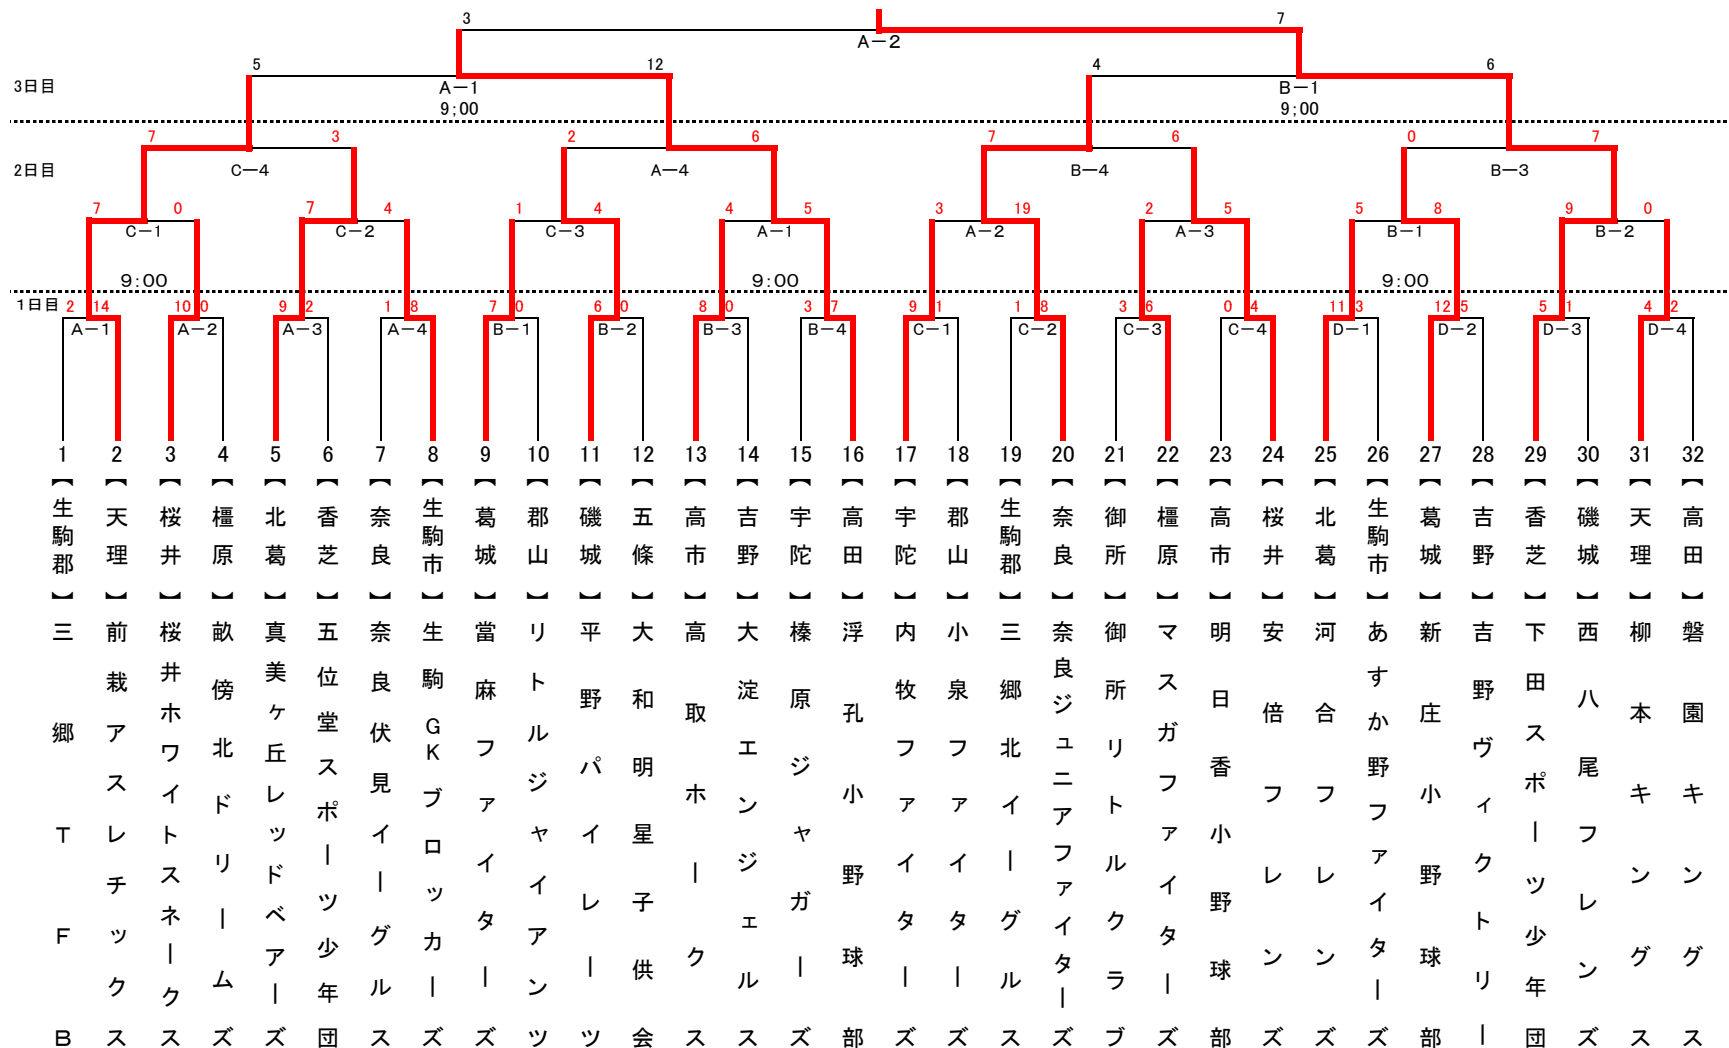 3 7
A－2
5 12 4 6
3日目
A－1 B－1
9;00 9;00
7 3 2 6 7 6 0 7
2日目
C－4 A－4 B－4 B－3
7 0 7 4 1 4 4 5 3 19 2 5 5 8 9 0
C－1 C－2 C－3 A－1 A－2 A－3 B－1 B－2
9:00 9:00 9:00
1日目
2 14 10 0 9 2 1 8 7 0 6 0 8 0 3 7 9 1 1 8 3 6 0 4 11 3 12 5 5 1 4 2
A－1 A－2 A－3 A－4 B－1 B－2 B－3 B－4 C－1 C－2 C－3 C－4 D－1 D－2 D－3 D－4
1 【生駒郡】 三郷TFB
2 【天理】 前栽アスレチックス
3 【桜井】 桜井ホワイトスネークス
4 【橿原】 畝傍北ドリームズ
5 【北葛】 真美ヶ丘レッドベアーズ
6 【香芝】 五位堂スポーツ少年団
7 【奈良】 奈良伏見イーグルス
8 【生駒市】 生駒GKブロッカーズ
9 【葛城】 當麻ファイターズ
10 【郡山】 リトルジャイアンツ
11 【磯城】 平野パイレーツ
12 【五條】 大和明星子供会
13 【高市】 高取ホークス
14 【吉野】 大淀エンジェルス
15 【宇陀】 榛原ジャガーズ
16 【高田】 浮孔小野球部
17 【宇陀】 内牧ファイターズ
18 【郡山】 小泉ファイターズ
19 【生駒郡】 三郷北イーグルス
20 【奈良】 奈良ジュニアファイターズ
21 【御所】 御所リトルクラブ
22 【橿原】 マスガファイターズ
23 【高市】 明日香小野球部
24 【桜井】 安倍フレンズ
25 【北葛】 河合フレンズ
26 【生駒市】 あすか野ファイターズ
27 【葛城】 新庄小野球部
28 【吉野】 吉野ヴィクトリー
29 【香芝】 下田スポーツ少年団
30 【磯城】 西八尾フレンズ
31 【天理】 柳本キングス
32 【高田】 磐園キングス